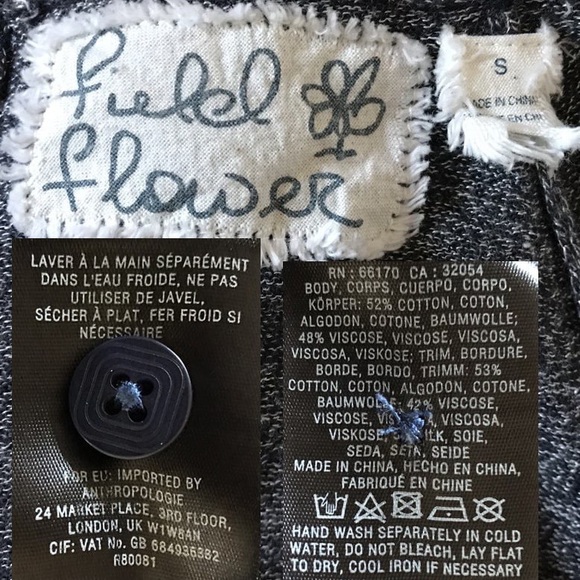 field
flower
S
MADE IN CHINA
EN CHI
LAVER À LA MAIN SÉPARÉMENT
DANS L'EAU FROIDE, NE PAS
UTILISER DE JAVEL,
SÉCHER À PLAT, FER FROID SI
NÉCESSAIRE
FOR EU: IMPORTED BY
ANTHROPOLOGIE
24 MARKET PLACE, 3RD FLOOR,
LONDON, UK W1W8AN
CIF: VAT No. GB 684936382
R80081
RN : 66170 CA : 32054
BODY, CORPS, CUERPO, CORPO,
KÖRPER: 52% COTTON, COTON,
ALGODON, COTONE, BAUMWOLLE;
48% VISCOSE, VISCOSE, VISCOSA,
VISCOSA, VISKOSE; TRIM, BORDURE,
BORDE, BORDO, TRIMM: 53%
COTTON, COTON, ALGODON, COTONE,
BAUMWOLLE; 42% VISCOSE,
VISCOSE, VISCOSA,
VISKOSE SILK, SOIE,
SEDA, SETA, SEIDE
MADE IN CHINA, HECHO EN CHINA,
FABRIQUÉ EN CHINE
HAND WASH SEPARATELY IN COLD
WATER, DO NOT BLEACH, LAY FLAT
TO DRY, COOL IRON IF NECESSARY